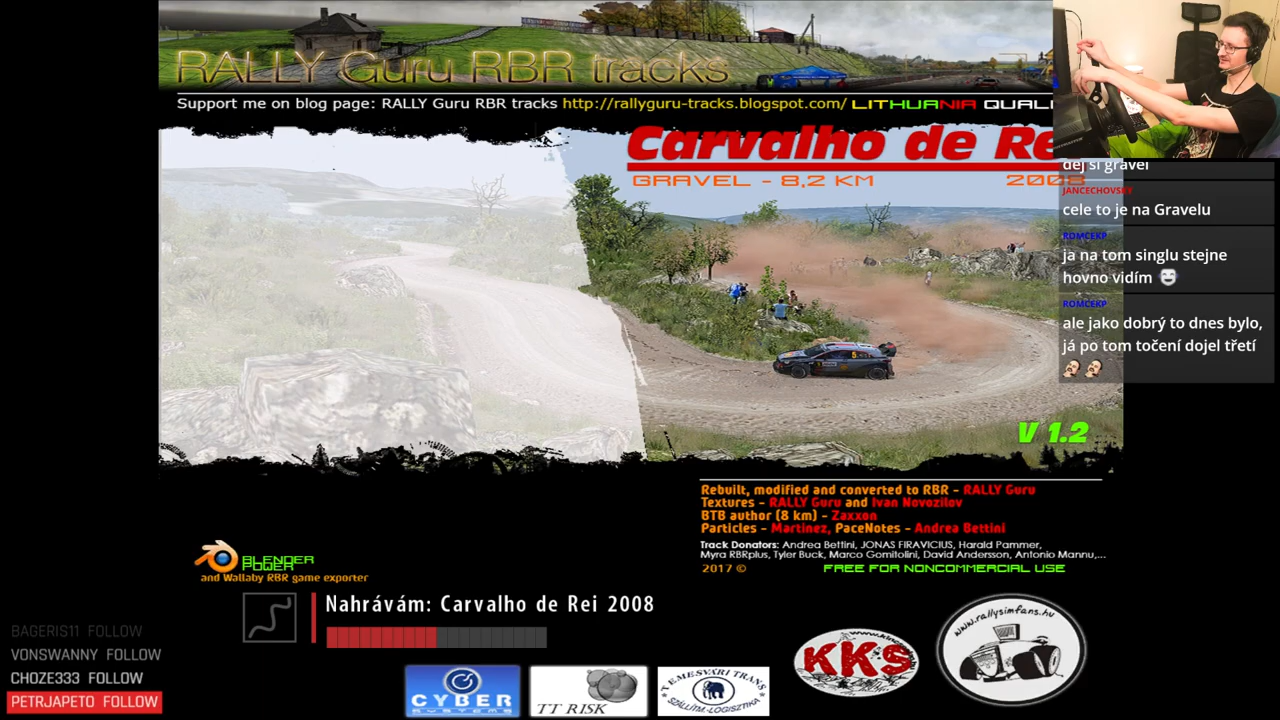 RALLY Guru RBR tracks
Support me on blog page: RALLY Guru RBR tracks http://rallyguru-tracks.blogspot.com/ LITHUANIA QUALI
Carvalho de Re
GRAVEL - 8,2 KM 2008
V 1.2
dej si gravel
JANCECHOVSKY
cele to je na Gravelu
ROMCEKP
ja na tom singlu stejne
hovno vidím
ROMCEKP
ale jako dobrý to dnes bylo,
já po tom točení dojel třetí
Rebuilt, modified and converted to RBR - RALLY Guru
Textures - RALLY Guru and Ivan Novozilov
BTB author (8 km) - Zaxxon
Particles - Martinez, PaceNotes - Andrea Bettini
Track Donators: Andrea Bettini, JONAS FIRAVICIUS, Harald Pammer,
Myra RBRplus, Tyler Buck, Marco Gomitolini, David Andersson, Antonio Mannu,...
2017 © FREE FOR NONCOMMERCIAL USE
BLENDER
POWER
and Wallaby RBR game exporter
Nahrávám: Carvalho de Rei 2008
BAGERIS11 FOLLOW
VONSWANNY FOLLOW
CHOZE333 FOLLOW
PETRJAPETO FOLLOW
CYBER
SYSTEMS
TT RISK
TEMESVÁRI TRANS
SZÁLLÍTM.-LOGISZTIKA
KKS
www.rallysimfans.hu